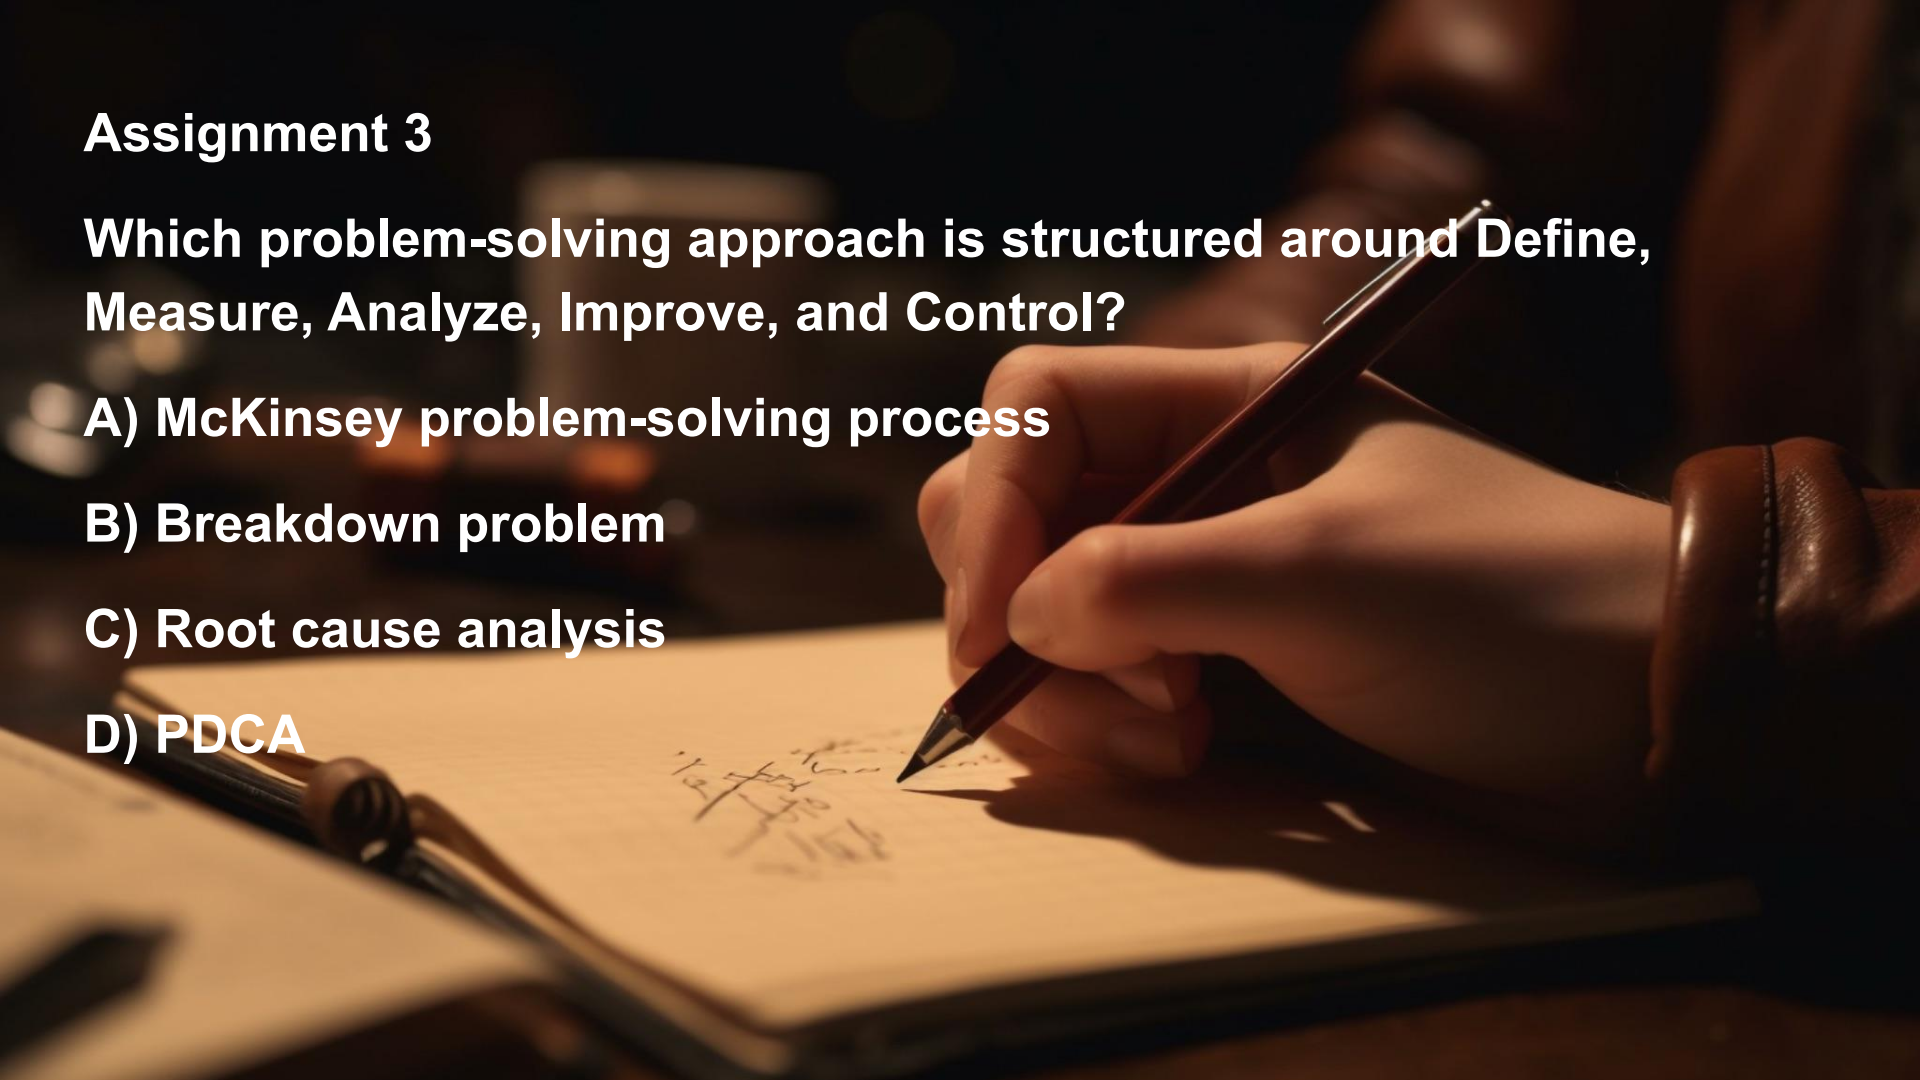 Assignment 3
Which problem-solving approach is structured around Define,
Measure, Analyze, Improve, and Control?
A) McKinsey problem-solving process
B) Breakdown problem
C) Root cause analysis
D) PDCA